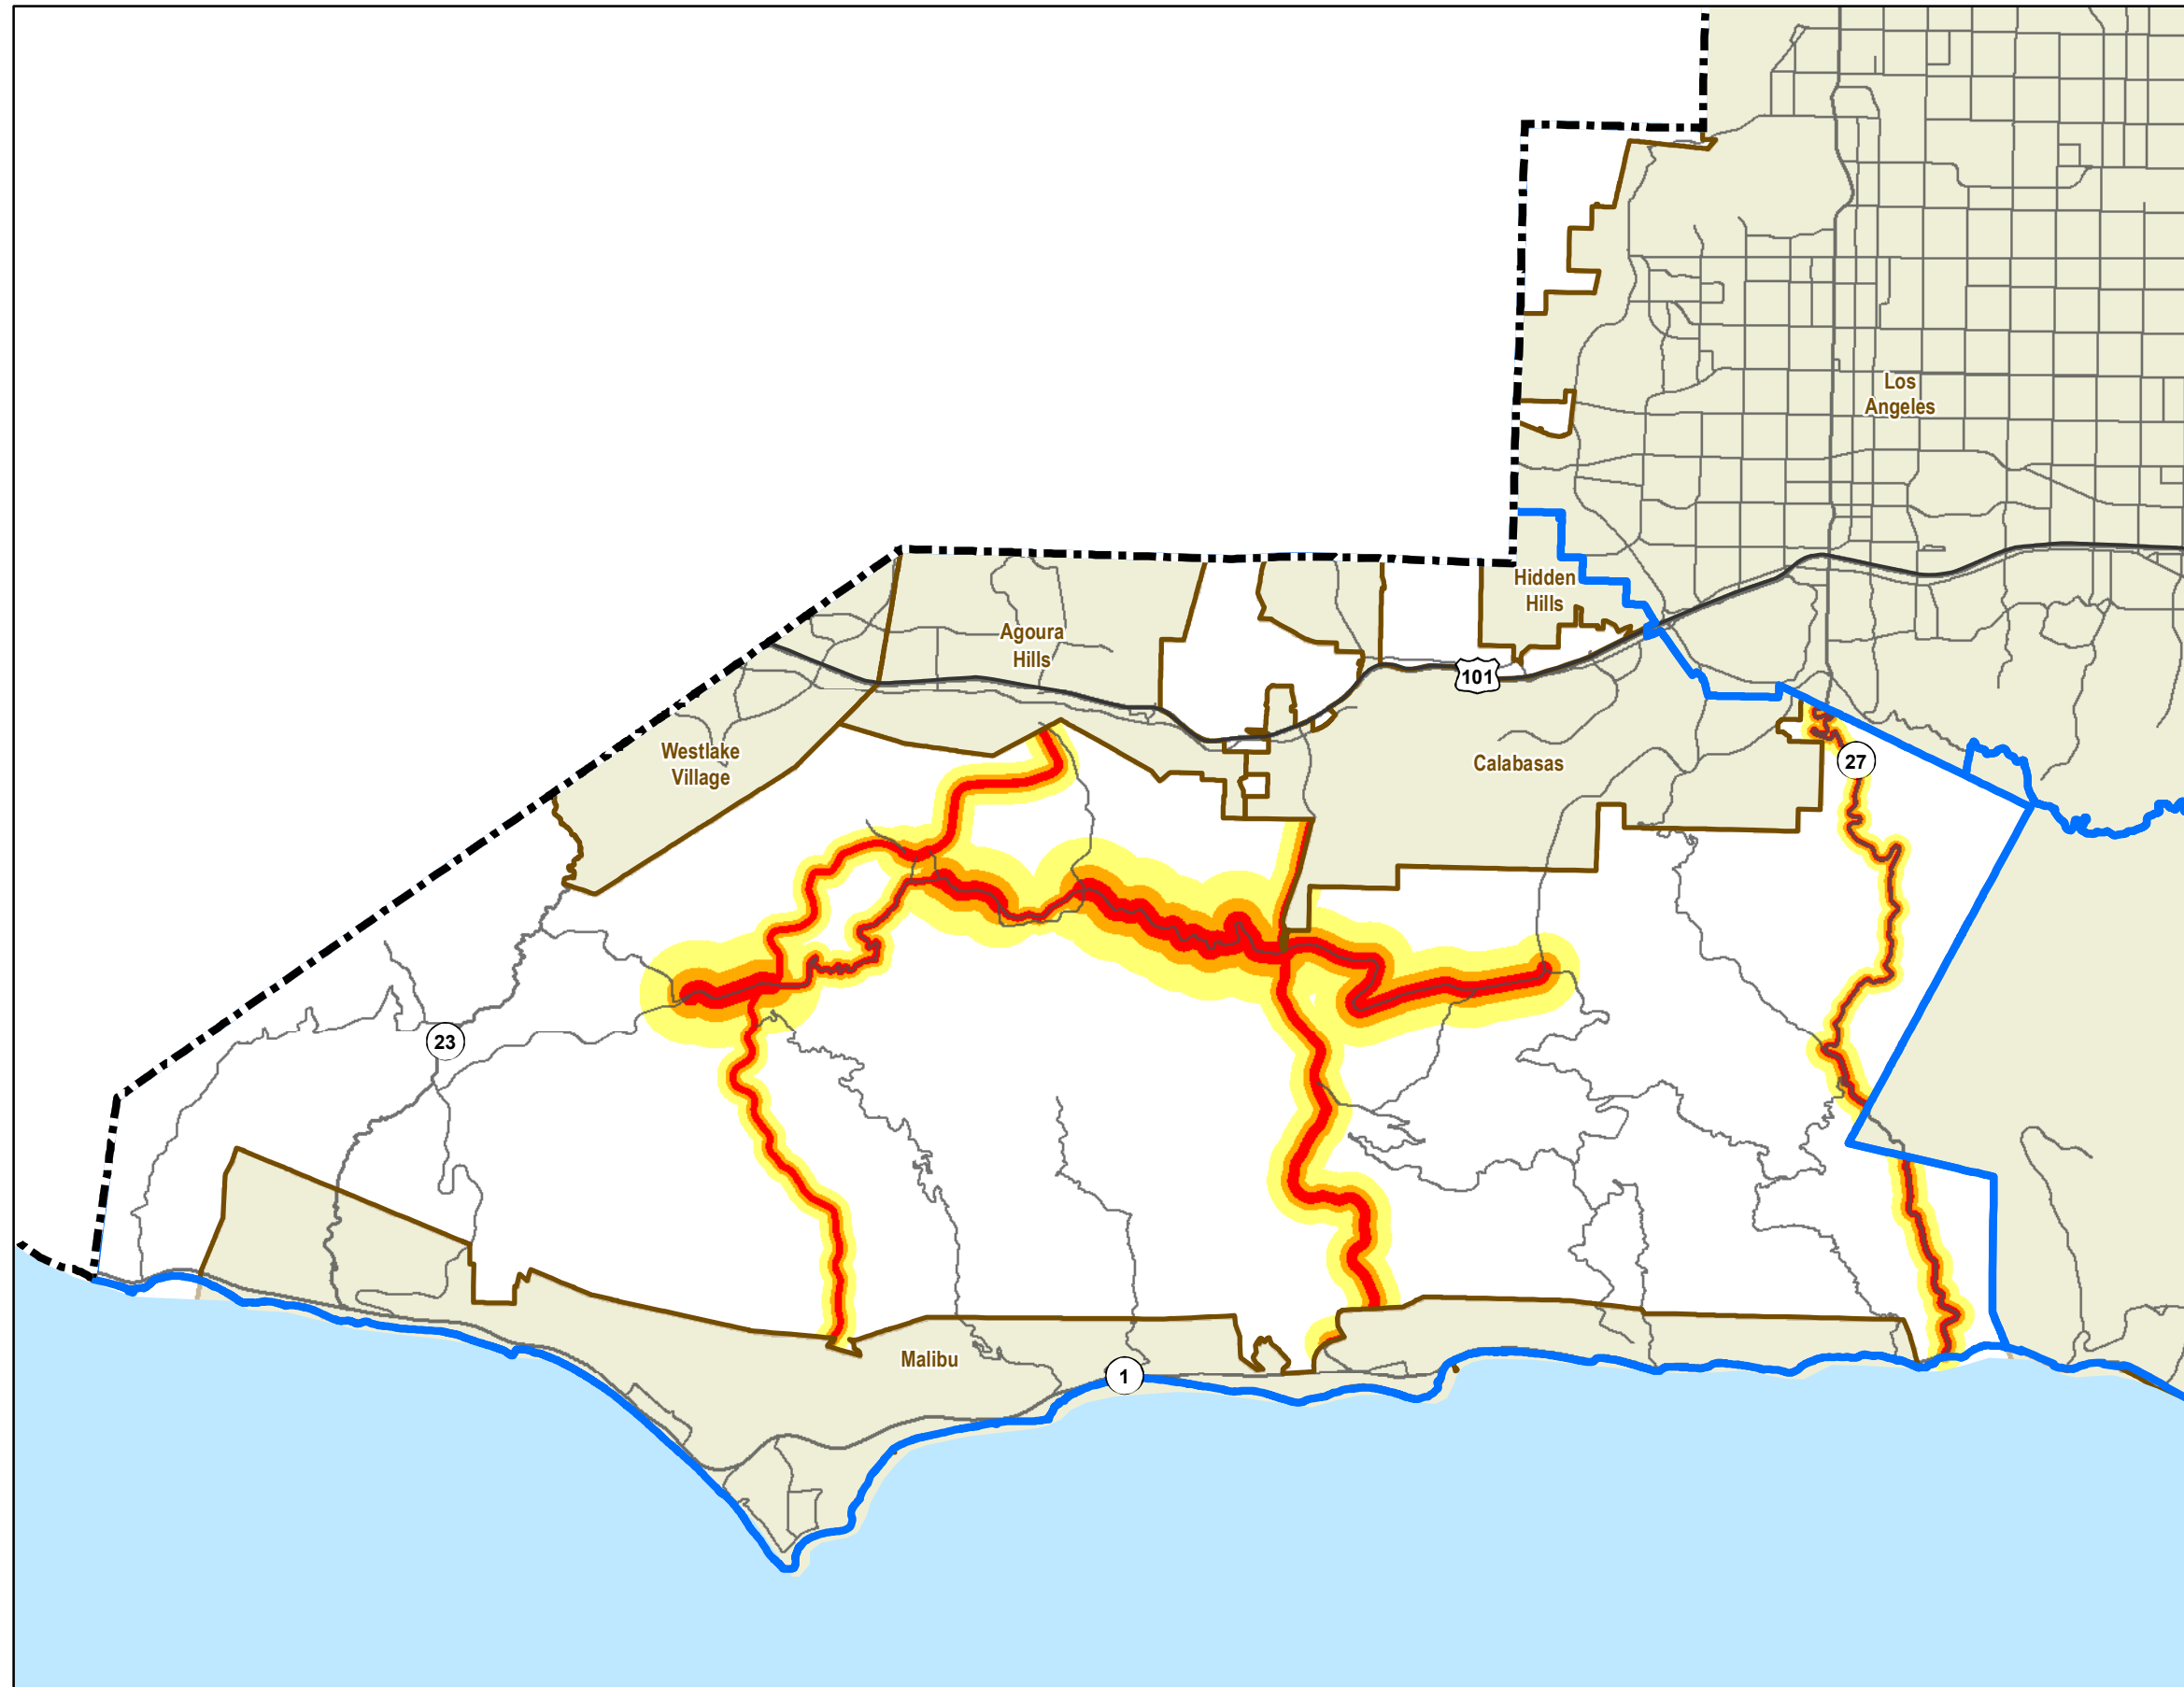 Los
Angeles
Hidden
Hills
Agoura
Hills
101
Westlake
Village
Calabasas
27
23
Malibu
1